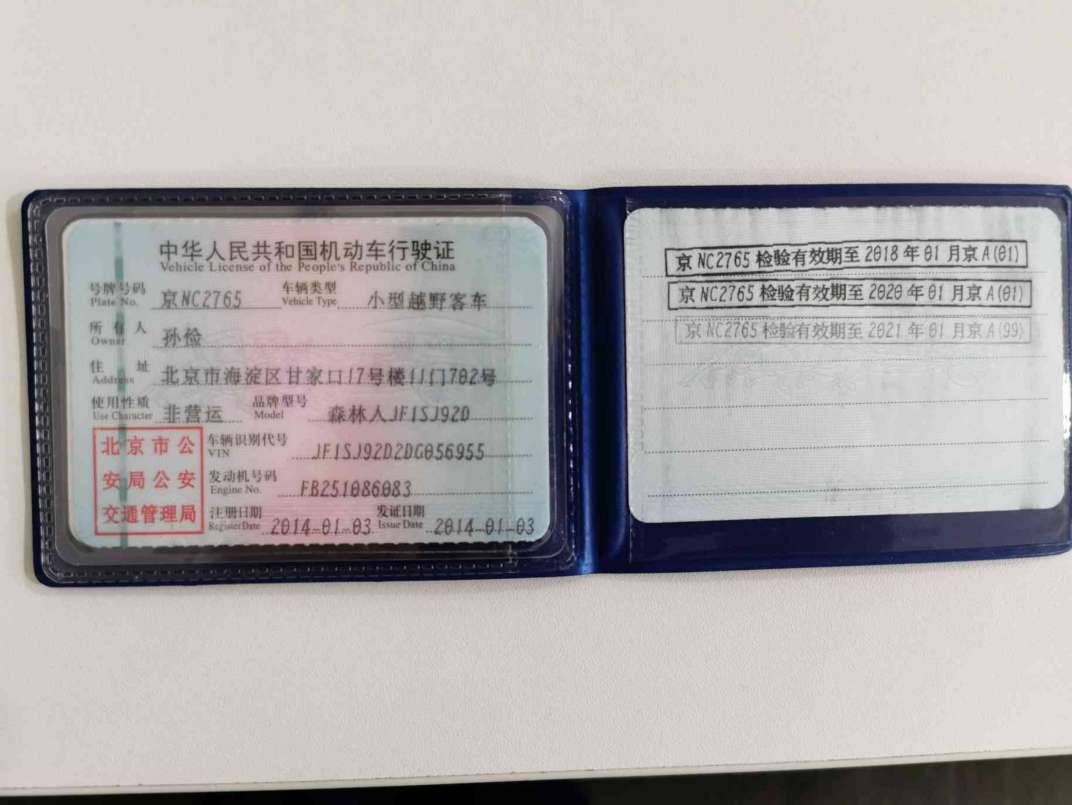 中华人民共和国机动车行驶证
Vehicle License of the People's Republic of China
号牌号码 京NC2765 车辆类型 小型越野客车
Plate No. Vehicle Type
所有人 孙俭
Owner
住址 北京市海淀区甘家口17号楼11门702号
Address
使用性质 非营运 品牌型号 森林人JF1SJ92D
Use Character Model
北京市公
安局公安
交通管理局
车辆识别代号 JF1SJ92D2DG056955
VIN
发动机号码 FB251086083
Engine No.
注册日期 2014-01-03 发证日期 2014-01-03
Register Date Issue Date
京NC2765检验有效期至2018年01月京A(01)
京NC2765检验有效期至2020年01月京A(01)
京NC2765检验有效期至2021年01月京A(99)